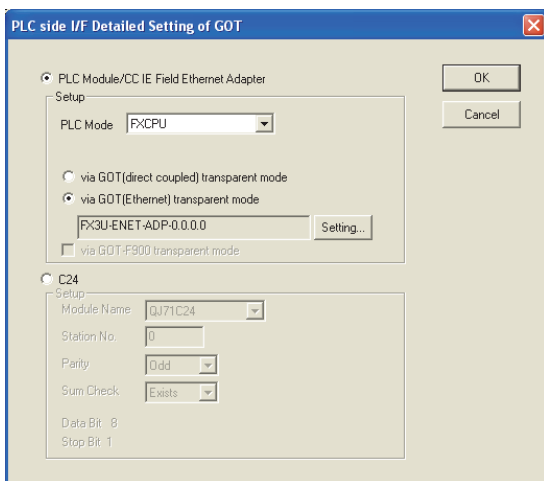 PLC side I/F Detailed Setting of GOT
PLC Module/CC IE Field Ethernet Adapter
OK
Setup
Cancel
PLC Mode FXCPU
via GOT(direct coupled) transparent mode
via GOT(Ethernet) transparent mode
FX3U-ENET-ADP-0.0.0.0 Setting...
via GOT-F900 transparent mode
C24
Setup
Module Name QJ71C24
Station No. 0
Parity Odd
Sum Check Exists
Data Bit 8
Stop Bit 1